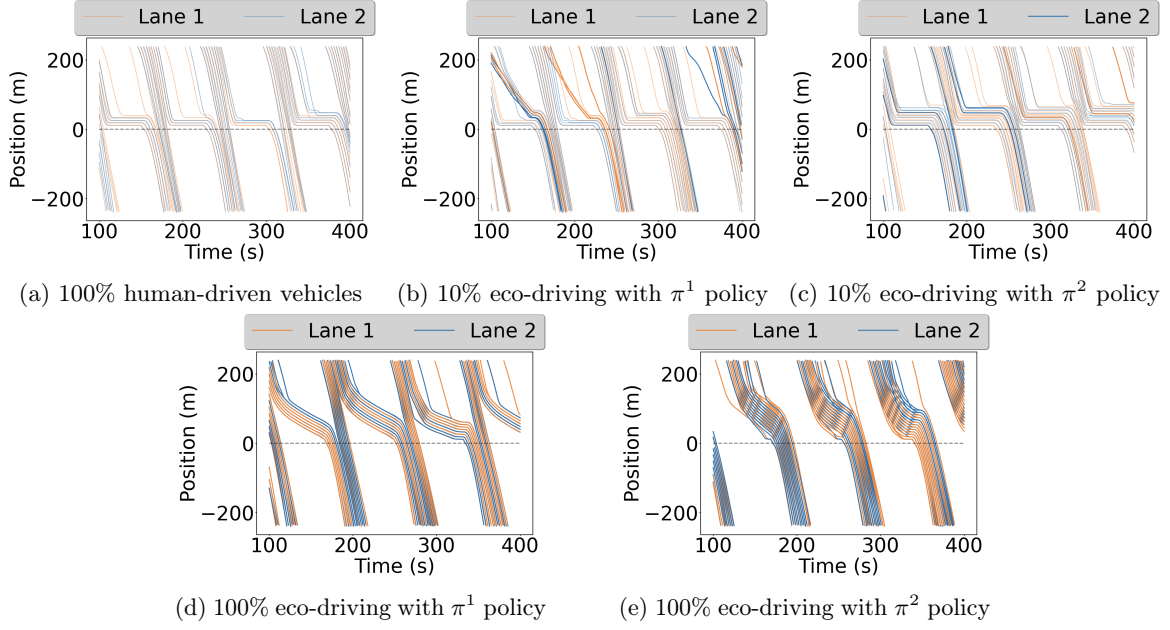 Lane 1 Lane 2
Lane 1 Lane 2
Lane 1 Lane 2
Position (m)
200
0
−200
100 200 300 400
Time (s)
Position (m)
200
0
−200
100 200 300 400
Time (s)
Position (m)
200
0
−200
100 200 300 400
Time (s)
(a) 100% human-driven vehicles
(b) 10% eco-driving with π¹ policy
(c) 10% eco-driving with π² policy
Lane 1 Lane 2
Lane 1 Lane 2
Position (m)
200
0
−200
100 200 300 400
Time (s)
Position (m)
200
0
−200
100 200 300 400
Time (s)
(d) 100% eco-driving with π¹ policy
(e) 100% eco-driving with π² policy